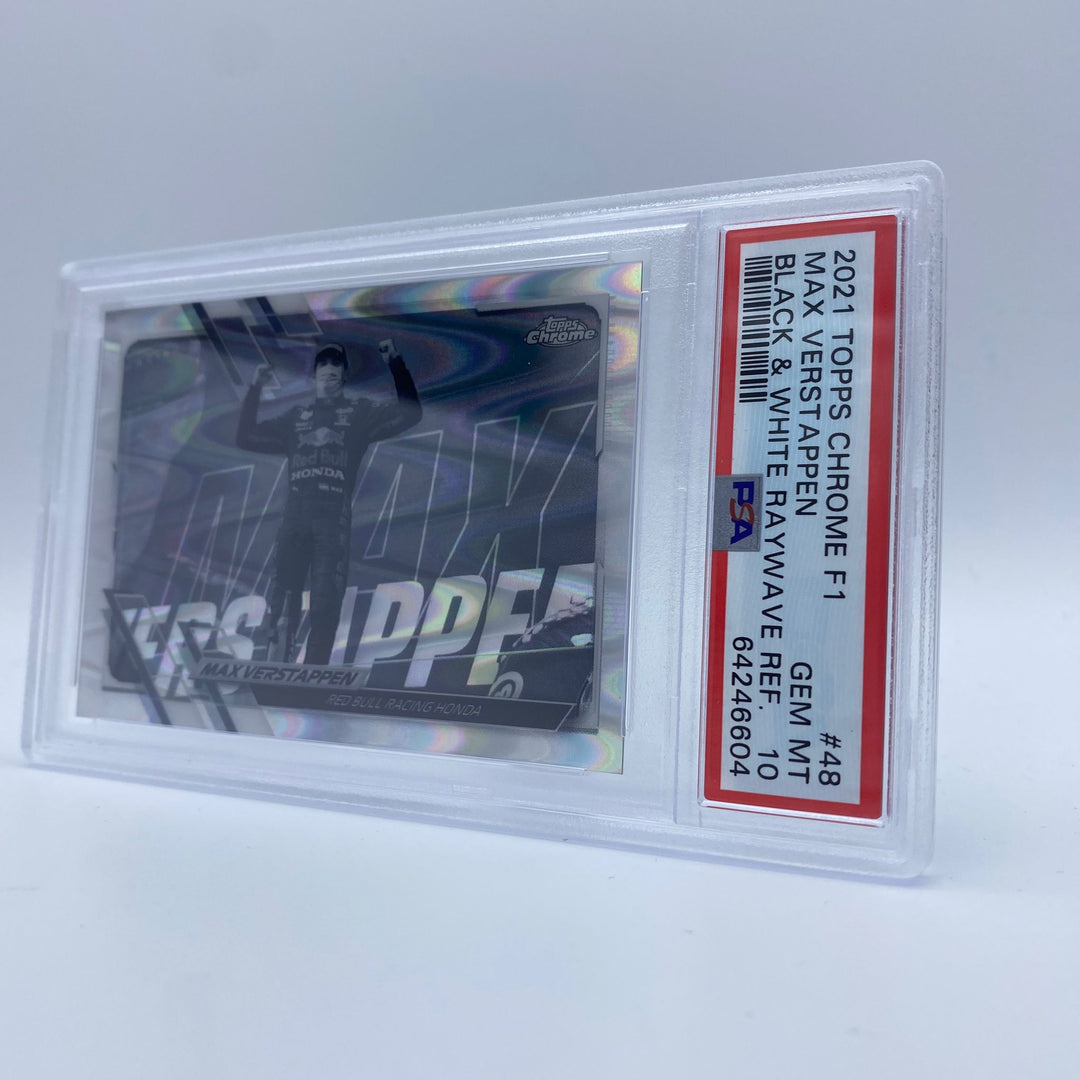 topps
Chrome
Red Bull
HONDA
MAX
VERSTAPPEN
MAX VERSTAPPEN
RED BULL RACING HONDA
2021 TOPPS CHROME F1 #48
MAX VERSTAPPEN GEM MT
BLACK & WHITE RAYWAVE REF. 10
64246604
PSA